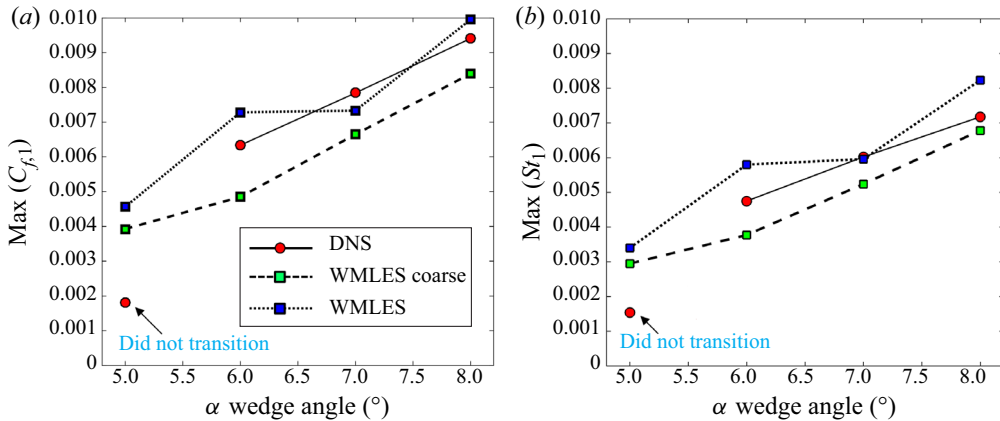 (a)
0.010
0.009
0.008
0.007
0.006
0.005
0.004
0.003
0.002
0.001
0
Max (C_{f,1})
5.0 5.5 6.0 6.5 7.0 7.5 8.0
α wedge angle (°)
DNS
WMLES coarse
WMLES
Did not transition
(b)
0.010
0.009
0.008
0.007
0.006
0.005
0.004
0.003
0.002
0.001
0
Max (St_1)
5.0 5.5 6.0 6.5 7.0 7.5 8.0
α wedge angle (°)
Did not transition